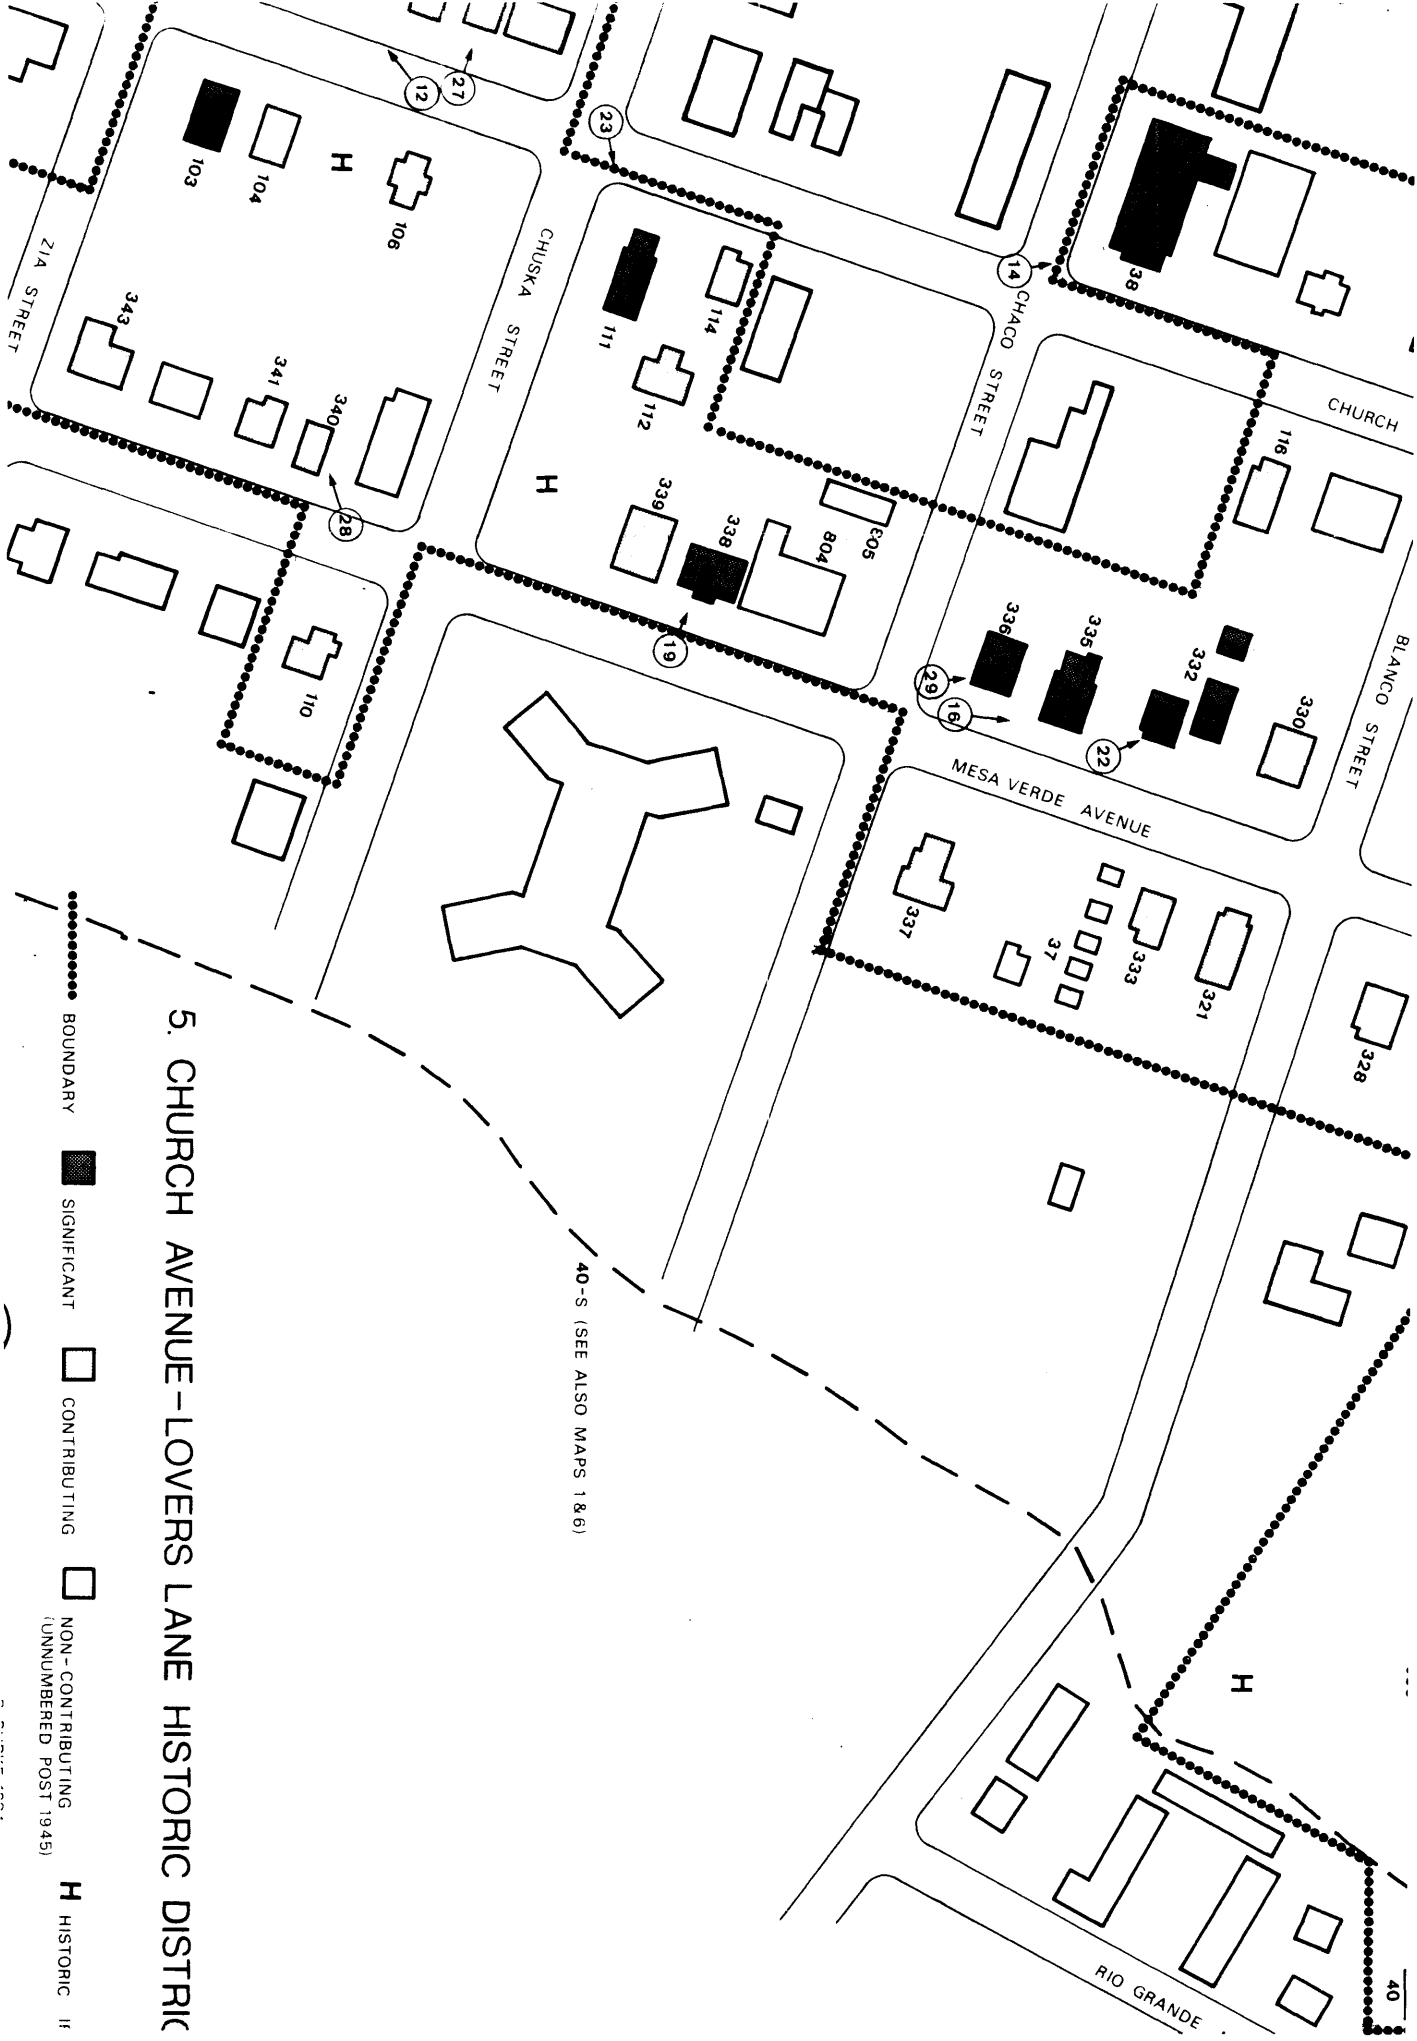 27
12
23
103
104
H
106
ZIA STREET
343
341
340
28
CHUSKA STREET
111
114
112
H
339
338
804
805
19
110
14
38
CHACO STREET
CHURCH
116
336
335
332
330
29
16
22
BLANCO STREET
MESA VERDE AVENUE
337
37
333
321
328
40-S (SEE ALSO MAPS 1 & 6)
H
RIO GRANDE
40
5. CHURCH AVENUE-LOVERS LANE HISTORIC DISTRIC
BOUNDARY
SIGNIFICANT
CONTRIBUTING
NON-CONTRIBUTING
(UNNUMBERED POST 1945)
H HISTORIC